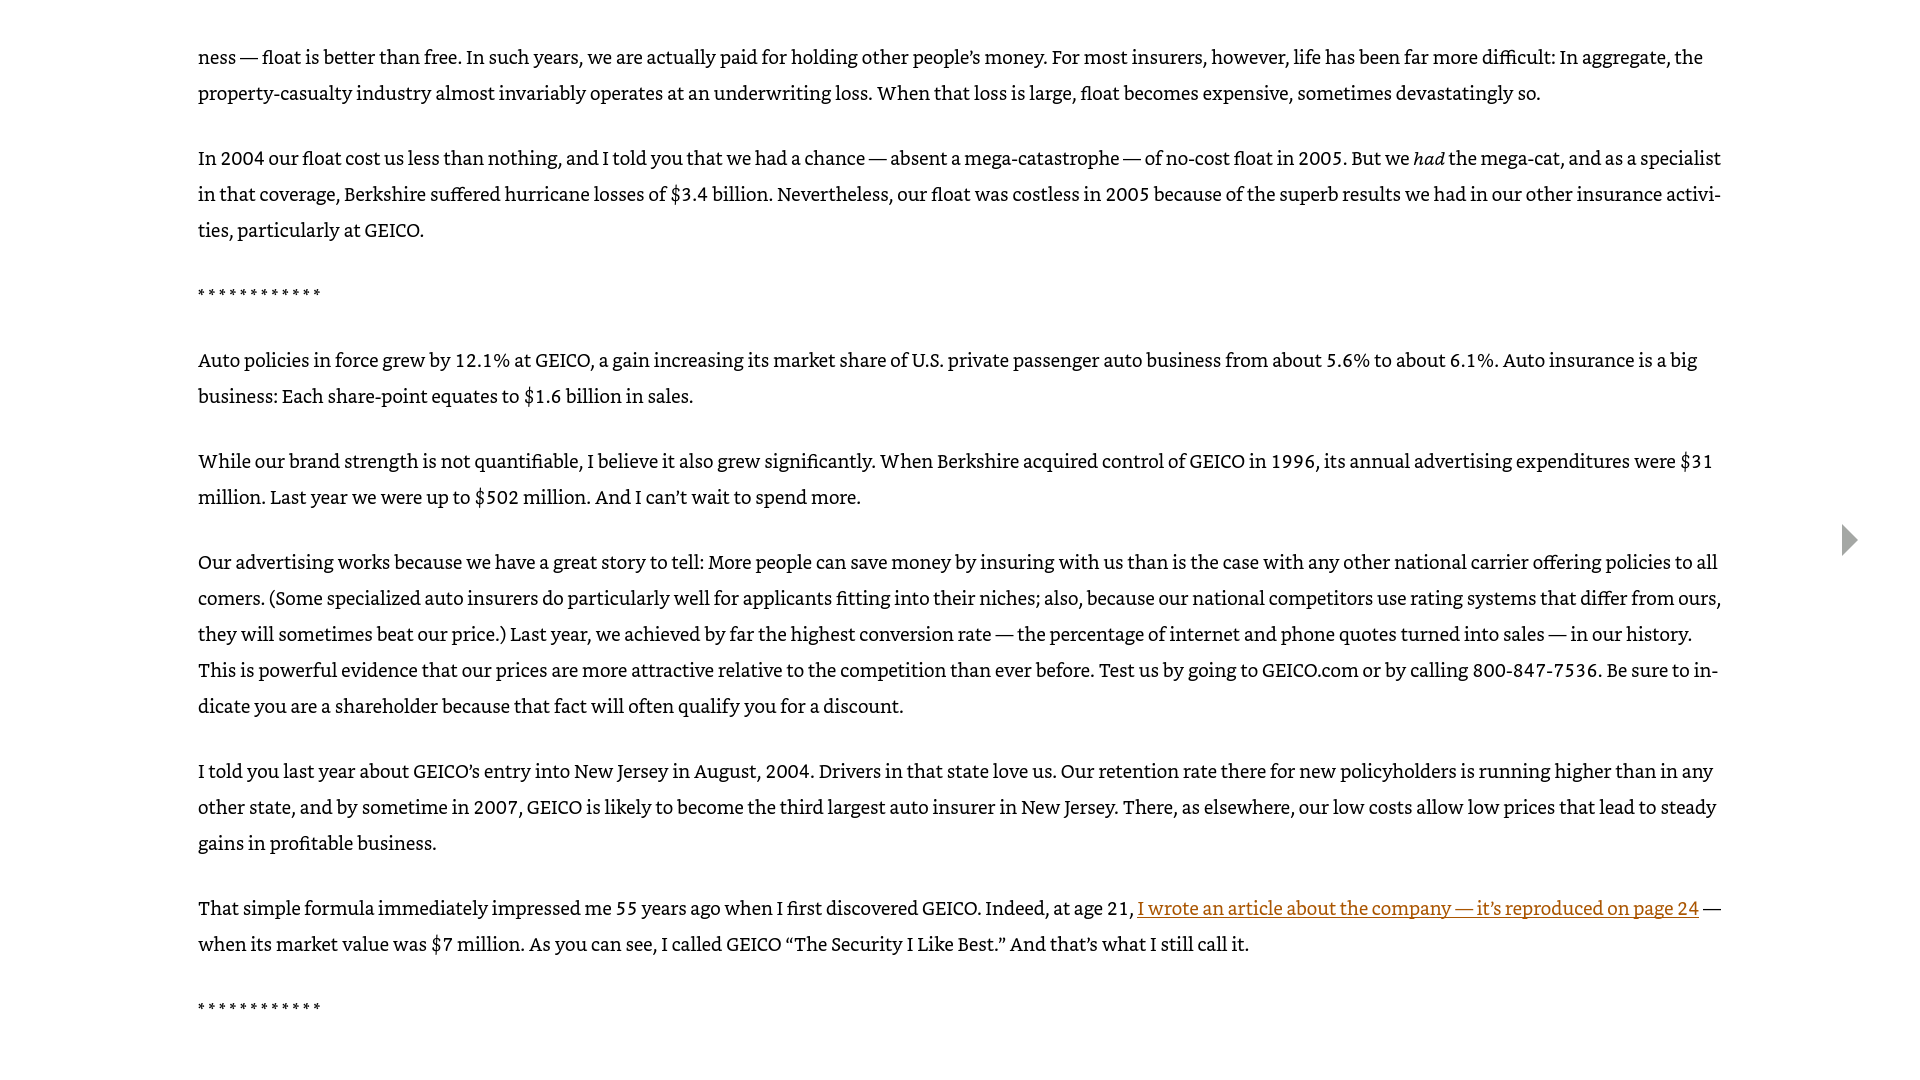 ness — float is better than free. In such years, we are actually paid for holding other people’s money. For most insurers, however, life has been far more difficult: In aggregate, the
property-casualty industry almost invariably operates at an underwriting loss. When that loss is large, float becomes expensive, sometimes devastatingly so.
In 2004 our float cost us less than nothing, and I told you that we had a chance — absent a mega-catastrophe — of no-cost float in 2005. But we had the mega-cat, and as a specialist
in that coverage, Berkshire suffered hurricane losses of $3.4 billion. Nevertheless, our float was costless in 2005 because of the superb results we had in our other insurance activi-
ties, particularly at GEICO.
* * * * * * * * * * * *
Auto policies in force grew by 12.1% at GEICO, a gain increasing its market share of U.S. private passenger auto business from about 5.6% to about 6.1%. Auto insurance is a big
business: Each share-point equates to $1.6 billion in sales.
While our brand strength is not quantifiable, I believe it also grew significantly. When Berkshire acquired control of GEICO in 1996, its annual advertising expenditures were $31
million. Last year we were up to $502 million. And I can’t wait to spend more.
Our advertising works because we have a great story to tell: More people can save money by insuring with us than is the case with any other national carrier offering policies to all
comers. (Some specialized auto insurers do particularly well for applicants fitting into their niches; also, because our national competitors use rating systems that differ from ours,
they will sometimes beat our price.) Last year, we achieved by far the highest conversion rate — the percentage of internet and phone quotes turned into sales — in our history.
This is powerful evidence that our prices are more attractive relative to the competition than ever before. Test us by going to GEICO.com or by calling 800-847-7536. Be sure to in-
dicate you are a shareholder because that fact will often qualify you for a discount.
I told you last year about GEICO’s entry into New Jersey in August, 2004. Drivers in that state love us. Our retention rate there for new policyholders is running higher than in any
other state, and by sometime in 2007, GEICO is likely to become the third largest auto insurer in New Jersey. There, as elsewhere, our low costs allow low prices that lead to steady
gains in profitable business.
That simple formula immediately impressed me 55 years ago when I first discovered GEICO. Indeed, at age 21, I wrote an article about the company — it’s reproduced on page 24 —
when its market value was $7 million. As you can see, I called GEICO “The Security I Like Best.” And that’s what I still call it.
* * * * * * * * * * * *